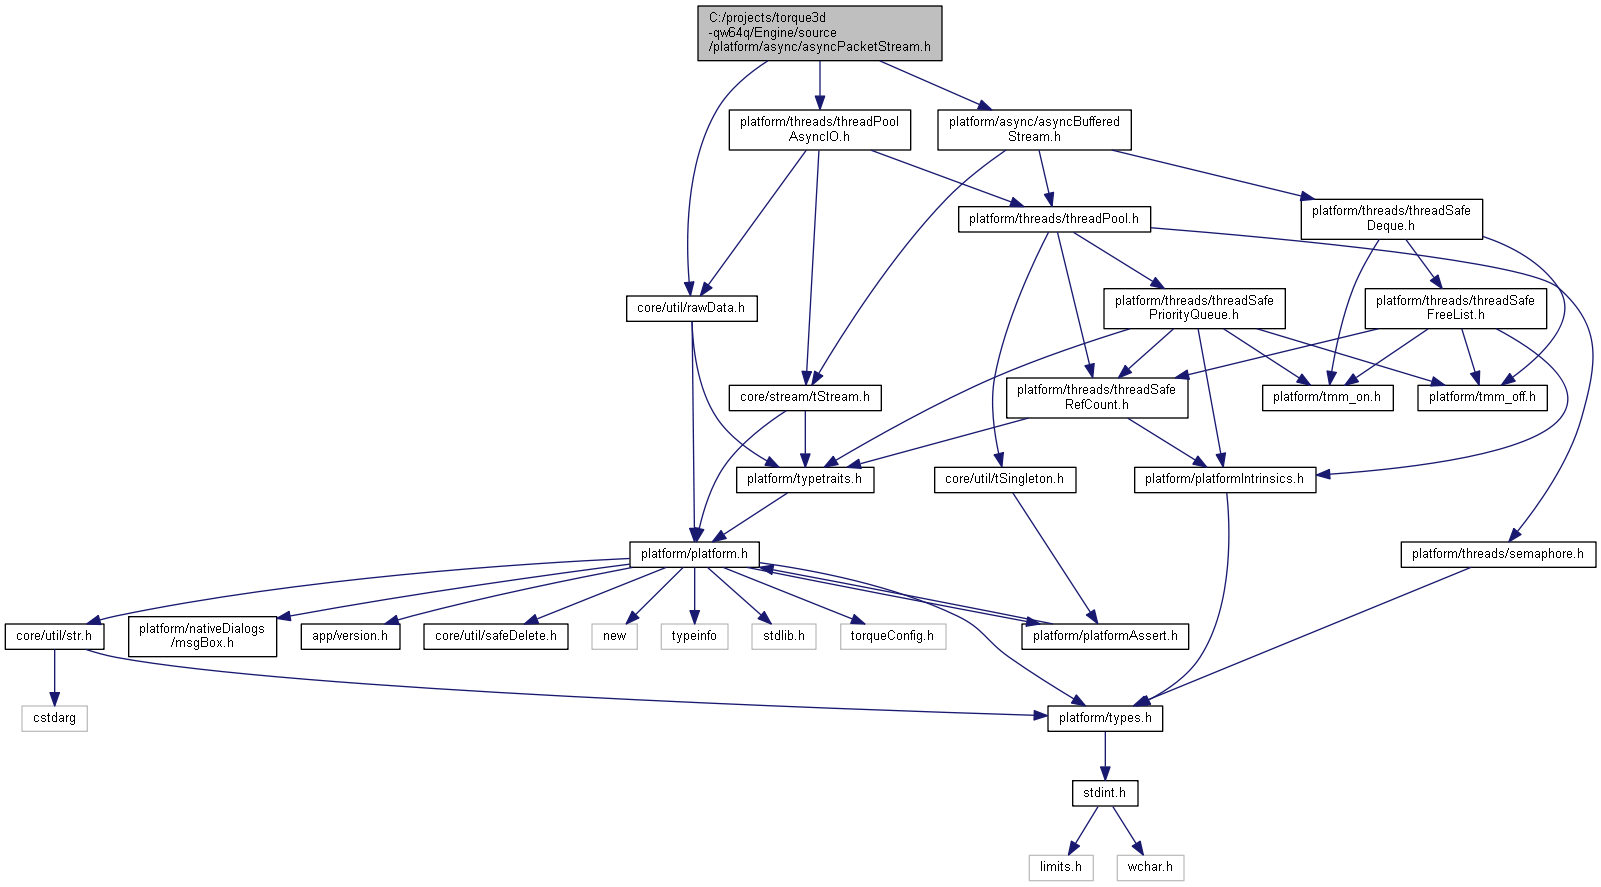 C:/projects/torque3d
-qw64q/Engine/source
/platform/async/asyncPacketStream.h
platform/threads/threadPool
AsyncIO.h
platform/async/asyncBuffered
Stream.h
platform/threads/threadPool.h
platform/threads/threadSafe
Deque.h
core/util/rawData.h
platform/threads/threadSafe
PriorityQueue.h
platform/threads/threadSafe
FreeList.h
core/stream/tStream.h
platform/threads/threadSafe
RefCount.h
platform/tmm_on.h
platform/tmm_off.h
platform/typetraits.h
core/util/tSingleton.h
platform/platformIntrinsics.h
platform/platform.h
platform/threads/semaphore.h
core/util/str.h
platform/nativeDialogs
/msgBox.h
app/version.h
core/util/safeDelete.h
new
typeinfo
stdlib.h
torqueConfig.h
platform/platformAssert.h
cstdarg
platform/types.h
stdint.h
limits.h
wchar.h